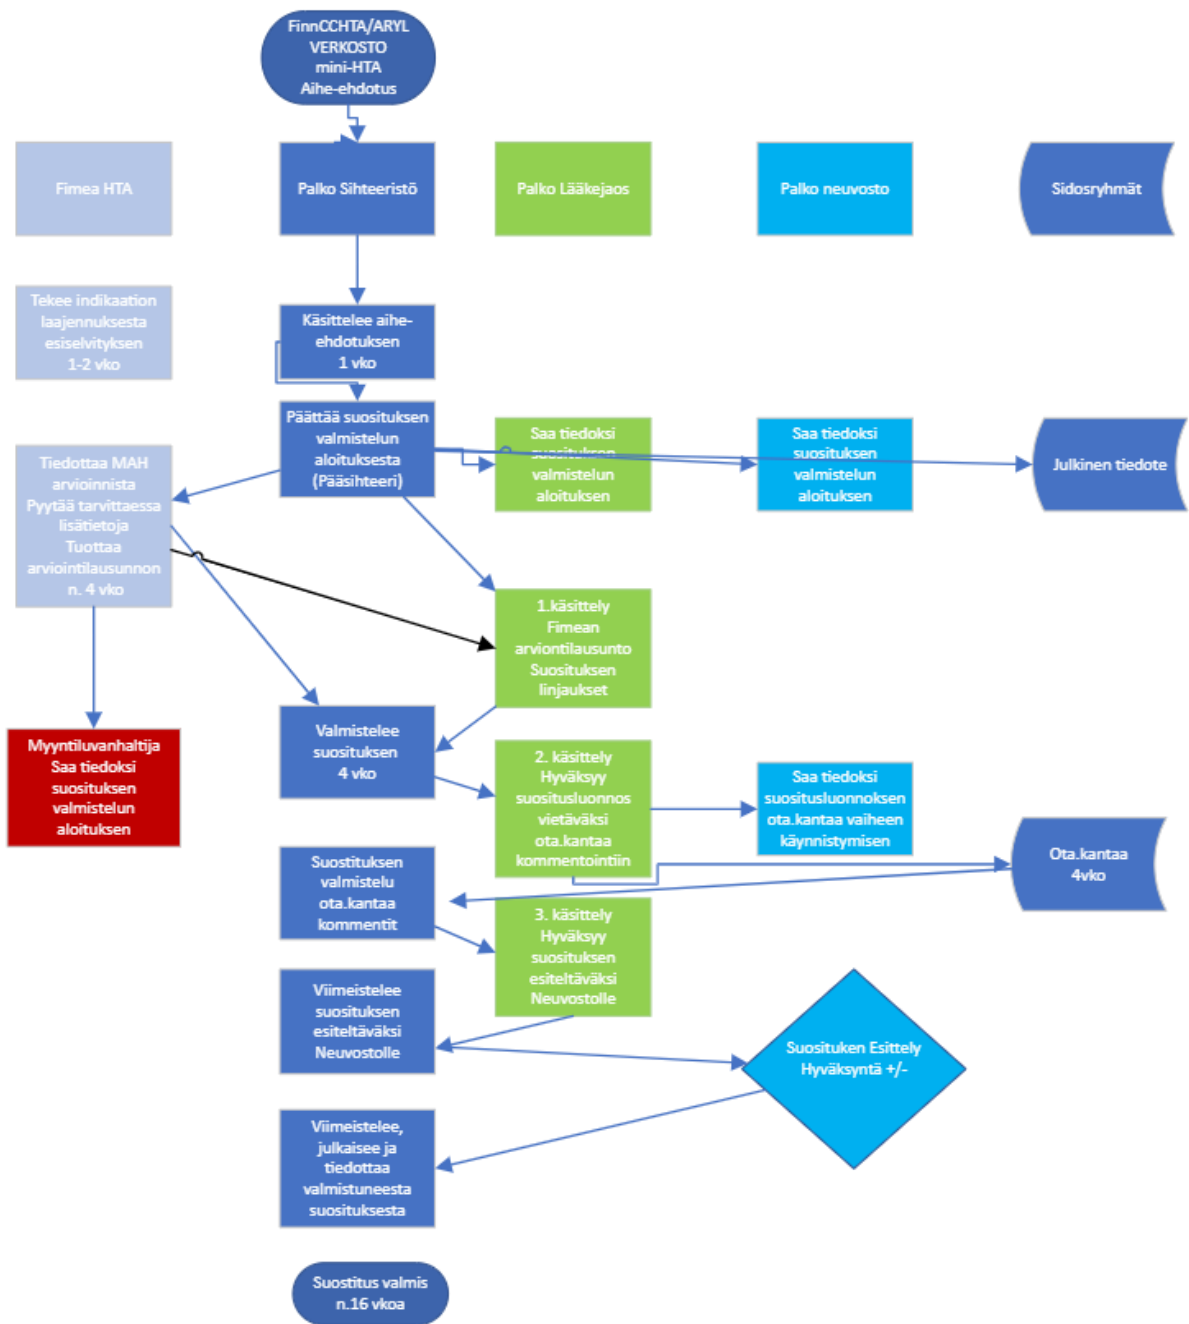 FinnCCHTA/ARYL
VERKOSTO
mini-HTA
Aihe-ehdotus
Fimea HTA
Palko Sihteeristö
Palko Lääkejaos
Palko neuvosto
Sidosryhmät
Tekee indikaation
laajennuksesta
esiselvityksen
1-2 vko
Käsittelee aihe-
ehdotuksen
1 vko
Päättää suosituksen
valmistelun
aloituksesta
(Pääsihteeri)
Saa tiedoksi
suosituksen
valmistelun
aloituksen
Saa tiedoksi
suosituksen
valmistelun
aloituksen
Julkinen tiedote
Tiedottaa MAH
arvioinnista
Pyytää tarvittaessa
lisätietoja
Tuottaa
arviointilausunnon
n. 4 vko
1.käsittely
Fimean
arviontilausunto
Suosituksen
linjaukset
Myyntiluvanhaltija
Saa tiedoksi
suosituksen
valmistelun
aloituksen
Valmistelee
suosituksen
4 vko
2. käsittely
Hyväksyy
suositusluonnos
vietäväksi
ota.kantaa
kommentointiin
Saa tiedoksi
suositusluonnoksen
ota.kantaa vaiheen
käynnistymisen
Ota.kantaa
4vko
Suostituksen
valmistelu
ota.kantaa
kommentit
3. käsittely
Hyväksyy
suosituksen
esiteltäväksi
Neuvostolle
Viimeistelee
suosituksen
esiteltäväksi
Neuvostolle
Suosituken Esittely
Hyväksyntä +/-
Viimeistelee,
julkaisee ja
tiedottaa
valmistuneesta
suosituksesta
Suostitus valmis
n.16 vkoa